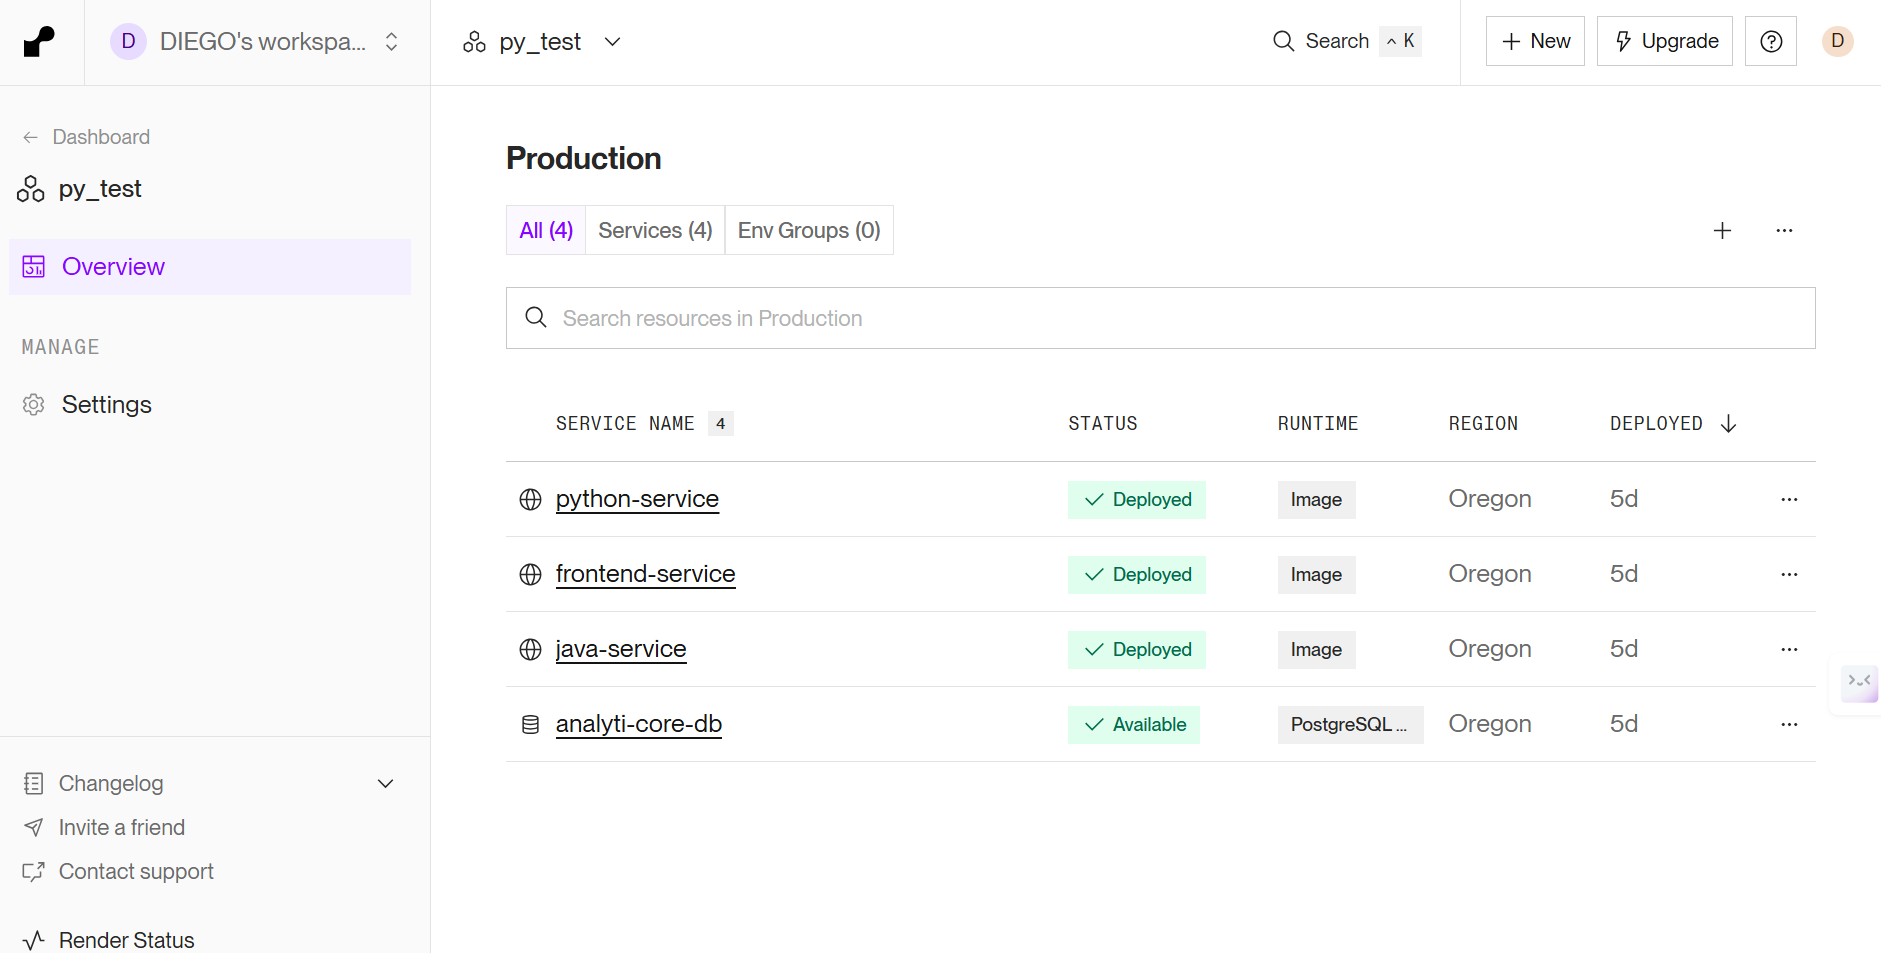 D DIEGO's workspa...
py_test
Search ^ K
+ New
Upgrade
D
Dashboard
py_test
Overview
MANAGE
Settings
Changelog
Invite a friend
Contact support
Render Status
Production
All (4) Services (4) Env Groups (0)
Search resources in Production
SERVICE NAME 4 STATUS RUNTIME REGION DEPLOYED
python-service Deployed Image Oregon 5d
frontend-service Deployed Image Oregon 5d
java-service Deployed Image Oregon 5d
analyti-core-db Available PostgreSQL ... Oregon 5d